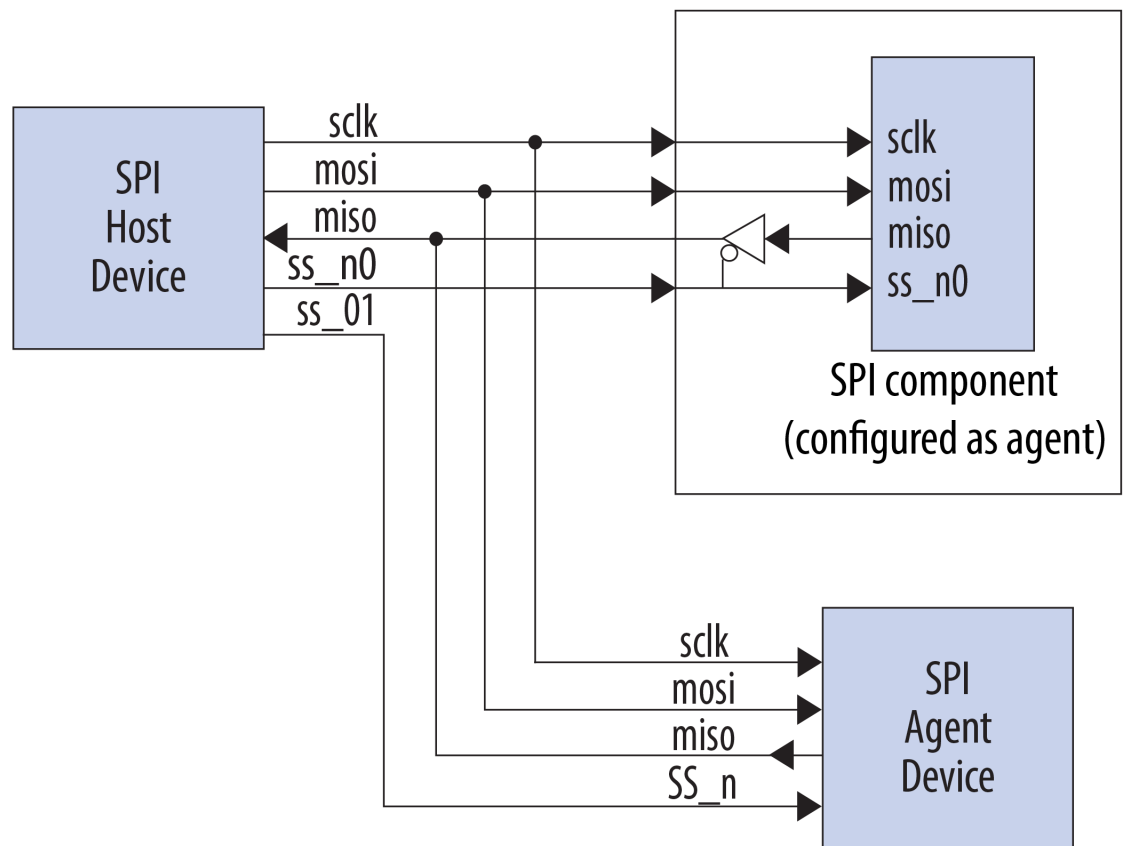 SPI
Host
Device
sclk
mosi
miso
ss_n0
ss_01
sclk
mosi
miso
ss_n0
SPI component
(configured as agent)
sclk
mosi
miso
SS_n
SPI
Agent
Device